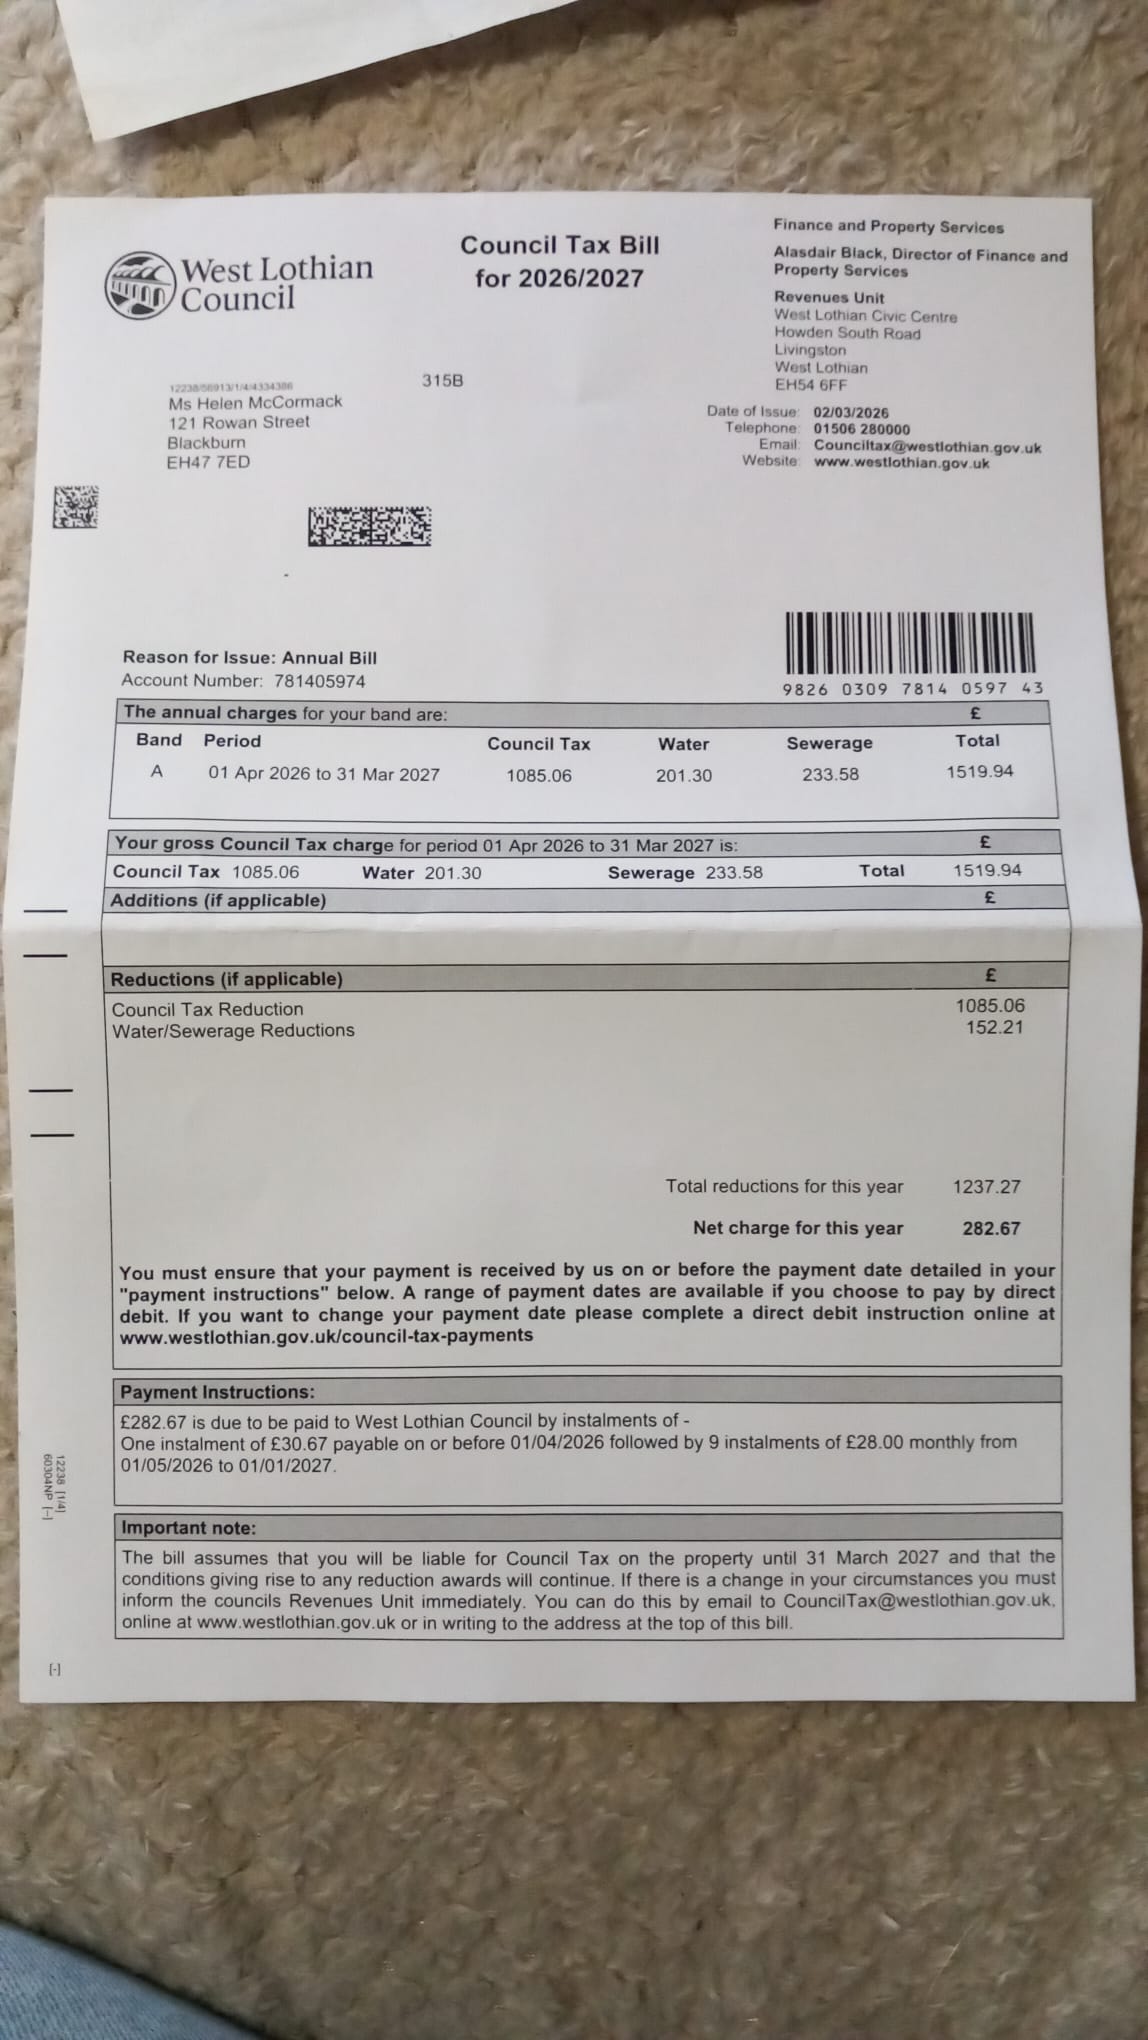 West Lothian
Council
Council Tax Bill
for 2026/2027
Finance and Property Services
Alasdair Black, Director of Finance and
Property Services
Revenues Unit
West Lothian Civic Centre
Howden South Road
Livingston
West Lothian
EH54 6FF
315B
Ms Helen McCormack
121 Rowan Street
Blackburn
EH47 7ED
Date of Issue: 02/03/2026
Telephone: 01506 280000
Email: Counciltax@westlothian.gov.uk
Website: www.westlothian.gov.uk
9826 0309 7814 0597 43
Reason for Issue: Annual Bill
Account Number: 781405974
The annual charges for your band are: £
Band Period Council Tax Water Sewerage Total
A 01 Apr 2026 to 31 Mar 2027 1085.06 201.30 233.58 1519.94
Your gross Council Tax charge for period 01 Apr 2026 to 31 Mar 2027 is: £
Council Tax 1085.06 Water 201.30 Sewerage 233.58 Total 1519.94
Additions (if applicable) £
Reductions (if applicable) £
Council Tax Reduction 1085.06
Water/Sewerage Reductions 152.21
Total reductions for this year 1237.27
Net charge for this year 282.67
You must ensure that your payment is received by us on or before the payment date detailed in your
"payment instructions" below. A range of payment dates are available if you choose to pay by direct
debit. If you want to change your payment date please complete a direct debit instruction online at
www.westlothian.gov.uk/council-tax-payments
Payment Instructions:
£282.67 is due to be paid to West Lothian Council by instalments of -
One instalment of £30.67 payable on or before 01/04/2026 followed by 9 instalments of £28.00 monthly from
01/05/2026 to 01/01/2027.
Important note:
The bill assumes that you will be liable for Council Tax on the property until 31 March 2027 and that the
conditions giving rise to any reduction awards will continue. If there is a change in your circumstances you must
inform the councils Revenues Unit immediately. You can do this by email to CouncilTax@westlothian.gov.uk,
online at www.westlothian.gov.uk or in writing to the address at the top of this bill.
12238 [1/4]
60304NP [--]
[-]